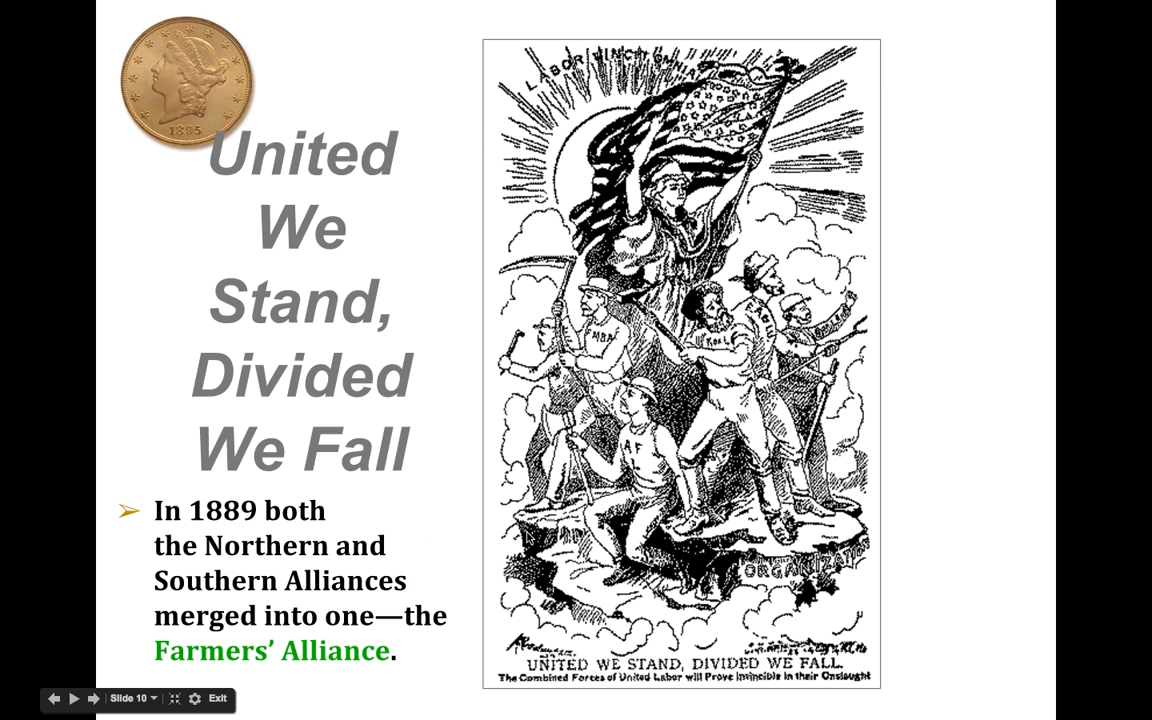 1895
United
We
Stand,
Divided
We Fall
➢ In 1889 both
the Northern and
Southern Alliances
merged into one—the
Farmers’ Alliance.
LABOR VINCIT OMNIA
FMBA
K of L
A F
L
ORGANIZATION
UNITED WE STAND, DIVIDED WE FALL.
The Combined Forces of United Labor will Prove Invincible in their Onslaught
Slide 10
Exit